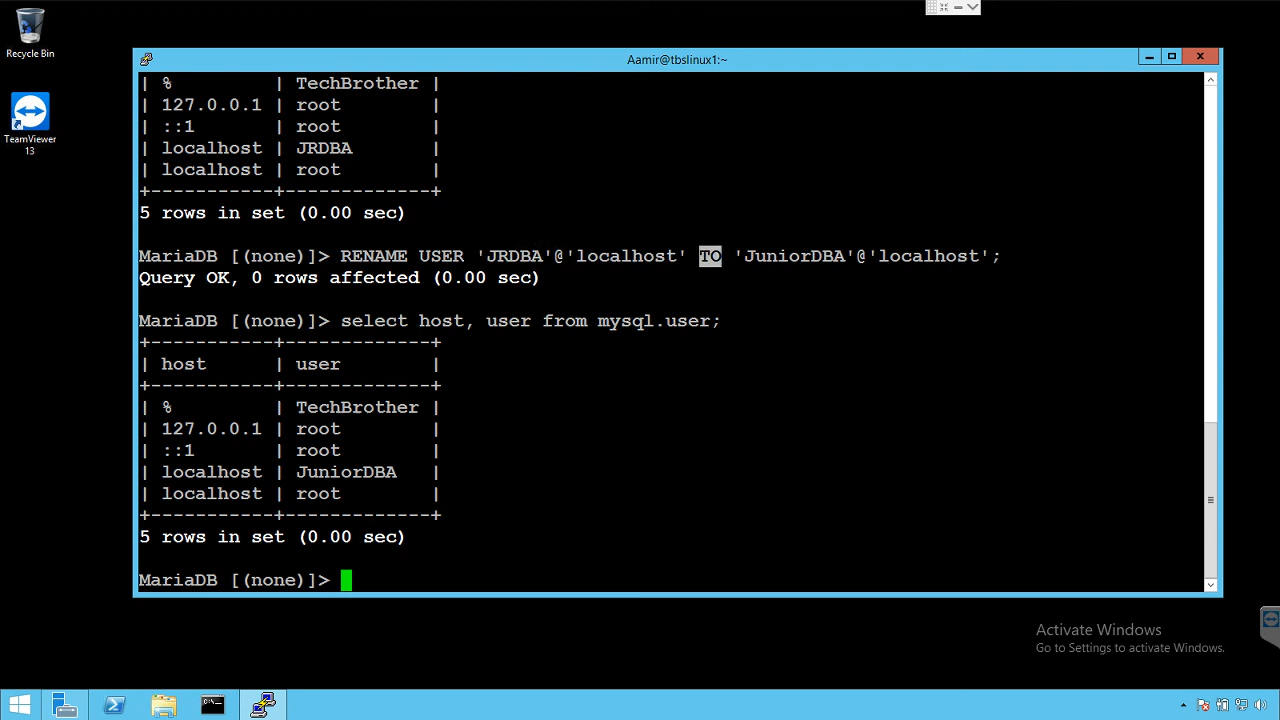 Recycle Bin
TeamViewer
13
Aamir@tbslinux1:~
| %         | TechBrother |
| 127.0.0.1 | root        |
| ::1       | root        |
| localhost | JRDBA       |
| localhost | root        |
+-----------+-------------+
5 rows in set (0.00 sec)
MariaDB [(none)]> RENAME USER 'JRDBA'@'localhost' TO 'JuniorDBA'@'localhost';
Query OK, 0 rows affected (0.00 sec)
MariaDB [(none)]> select host, user from mysql.user;
+-----------+-------------+
| host      | user        |
+-----------+-------------+
| %         | TechBrother |
| 127.0.0.1 | root        |
| ::1       | root        |
| localhost | JuniorDBA   |
| localhost | root        |
+-----------+-------------+
5 rows in set (0.00 sec)
MariaDB [(none)]>
Activate Windows
Go to Settings to activate Windows.